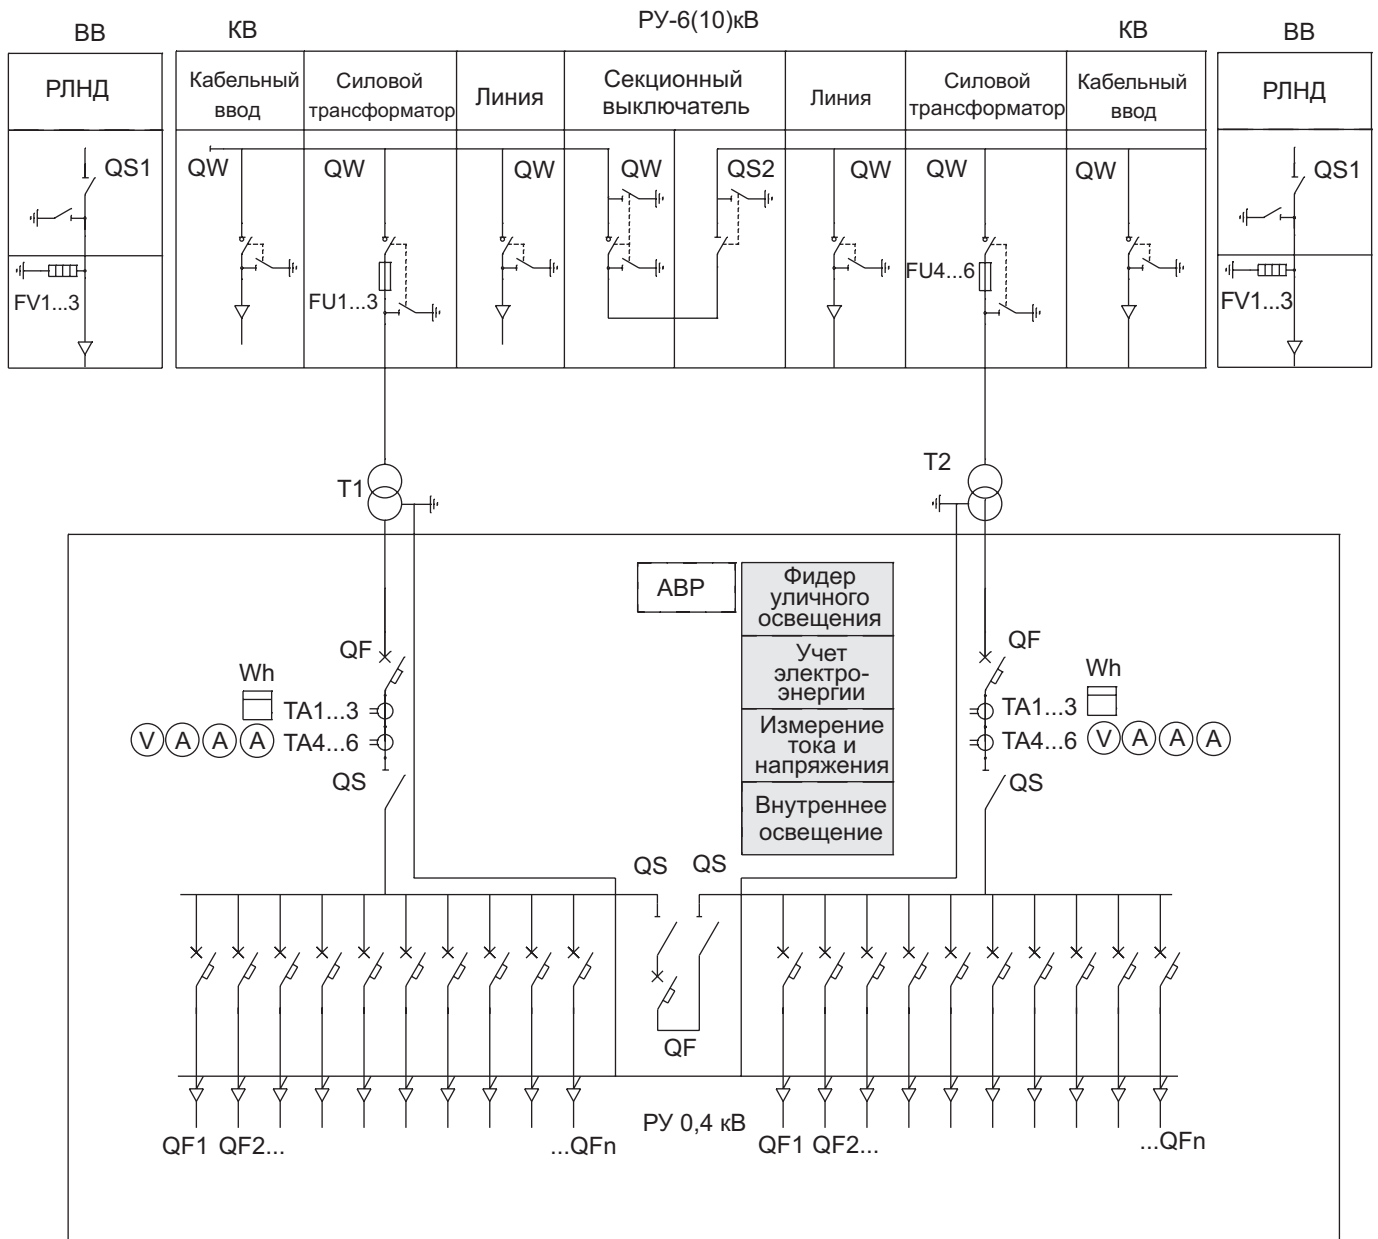 РУ-6(10)кВ
ВВ
КВ
КВ
ВВ
РЛНД
Кабельный
ввод
Силовой
трансформатор
Линия
Секционный
выключатель
Линия
Силовой
трансформатор
Кабельный
ввод
РЛНД
QS1
QW
QW
QW
QW
QS2
QW
QW
QW
QS1
FV1...3
FU1...3
FU4...6
FV1...3
T1
T2
АВР
Фидер
уличного
освещения
Учет
электро-
энергии
Измерение
тока и
напряжения
Внутреннее
освещение
QF
Wh
TA1...3
V A A A
TA4...6
QS
QF
Wh
TA1...3
TA4...6
V A A A
QS
QS
QS
QF
РУ 0,4 кВ
QF1 QF2...
...QFn
QF1 QF2...
...QFn